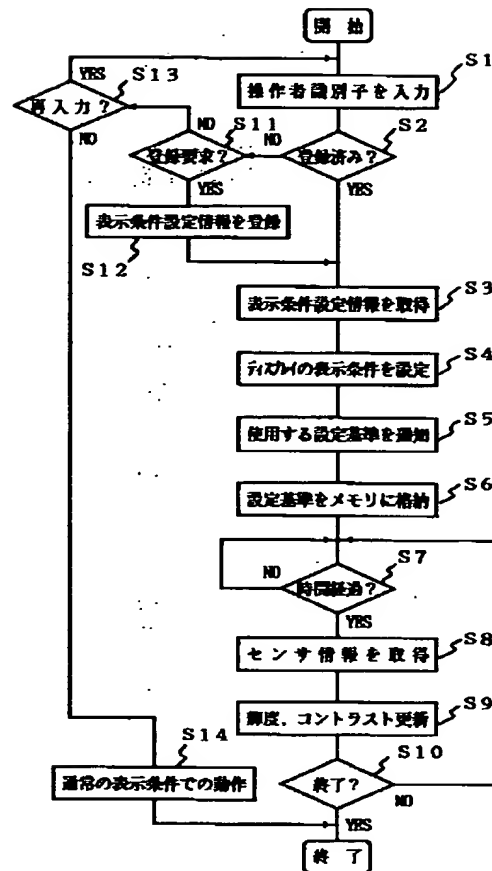 開始
S1
操作者識別子を入力
S2
登録済み?
NO
YES
S11
登録要求?
NO
YES
S13
再入力?
YES
NO
表示条件設定情報を登録
S12
S3
表示条件設定情報を取得
S4
ディスプレイの表示条件を設定
S5
使用する設定基準を通知
S6
設定基準をメモリに格納
S7
時間経過?
NO
YES
S8
センサ情報を取得
S9
輝度、コントラスト更新
S10
終了?
NO
YES
S14
通常の表示条件での動作
終了